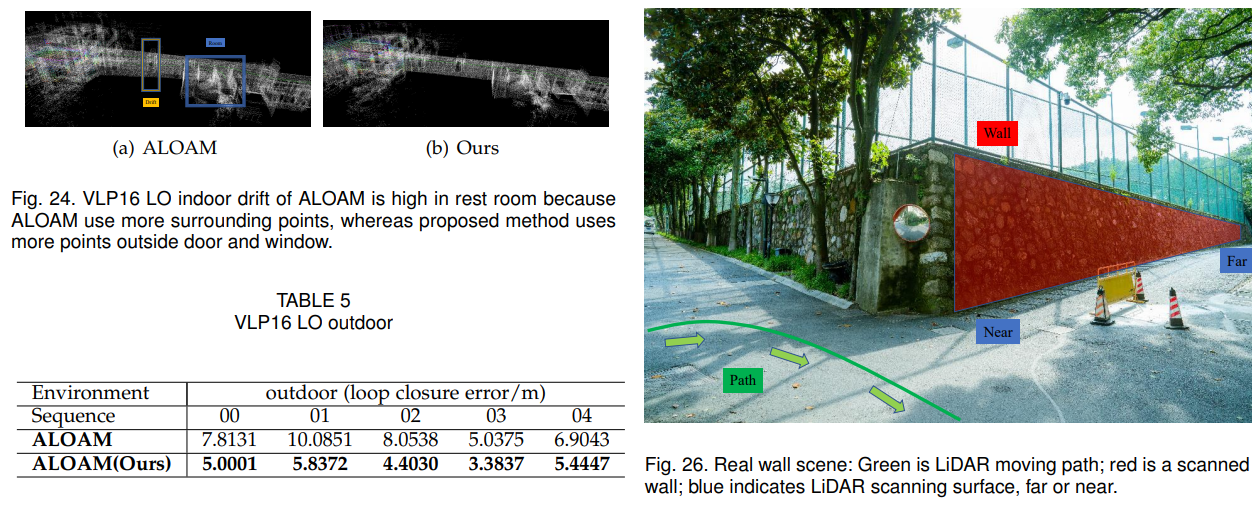 Room
Drift
(a) ALOAM
(b) Ours
Fig. 24. VLP16 LO indoor drift of ALOAM is high in rest room because
ALOAM use more surrounding points, whereas proposed method uses
more points outside door and window.
TABLE 5
VLP16 LO outdoor
Environment outdoor (loop closure error/m)
Sequence 00 01 02 03 04
ALOAM 7.8131 10.0851 8.0538 5.0375 6.9043
ALOAM(Ours) 5.0001 5.8372 4.4030 3.3837 5.4447
Wall
Far
Near
Path
Fig. 26. Real wall scene: Green is LiDAR moving path; red is a scanned
wall; blue indicates LiDAR scanning surface, far or near.